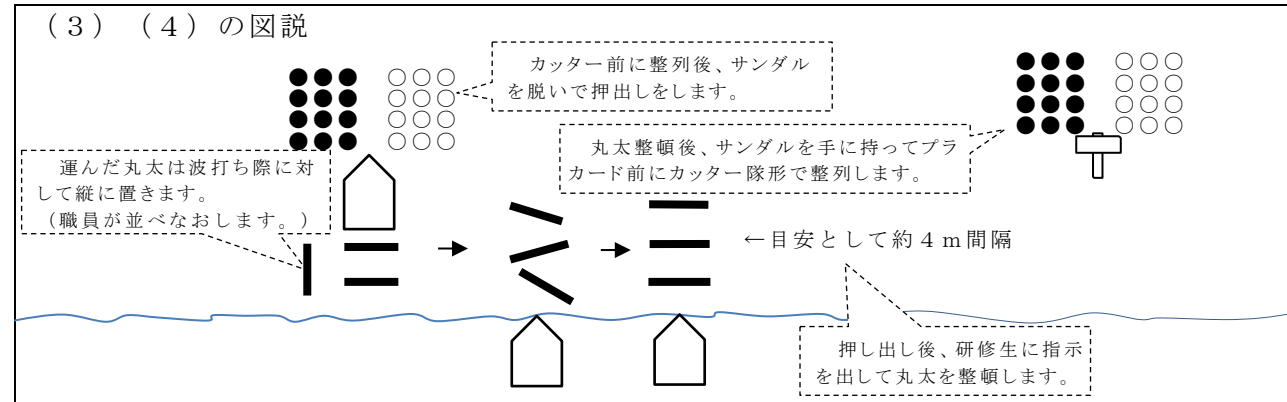 （３）（４）の図説
カッター前に整列後、サンダル
を脱いで押出しをします。
運んだ丸太は波打ち際に対
して縦に置きます。
（職員が並べなおします。）
丸太整頓後、サンダルを手に持ってプラ
カード前にカッター隊形で整列します。
←目安として約４ｍ間隔
押し出し後、研修生に指示
を出して丸太を整頓します。